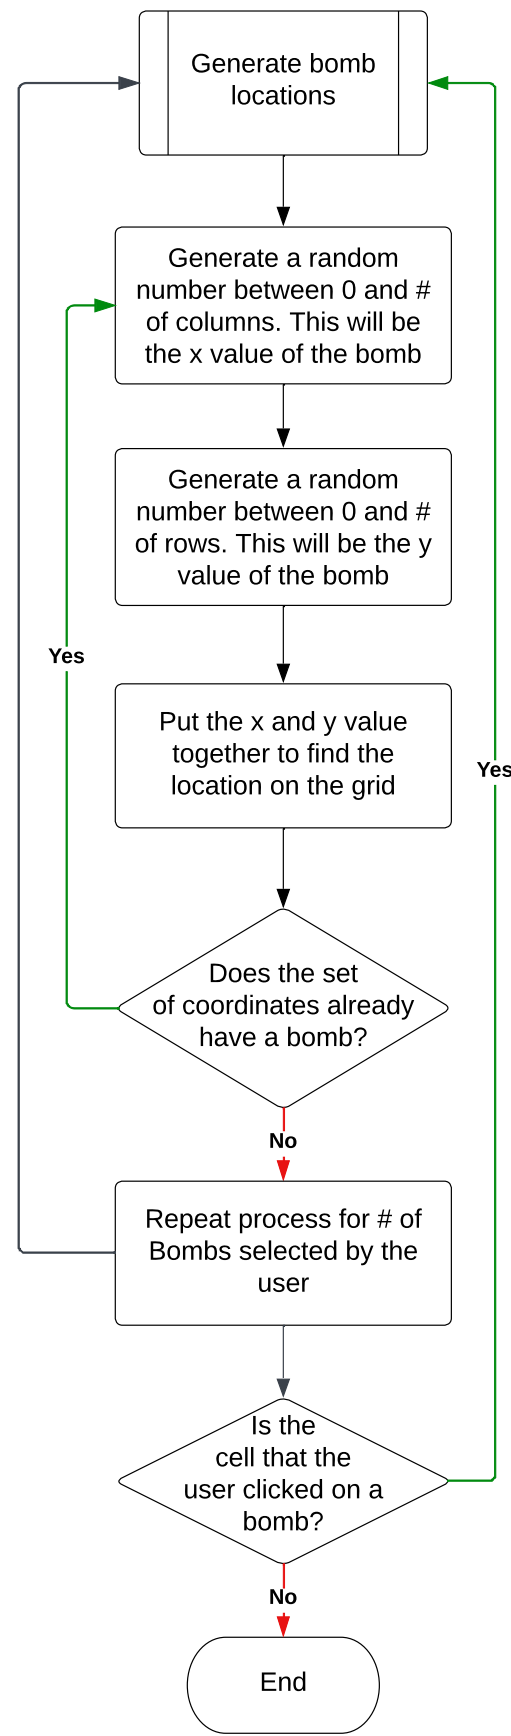 Generate bomb
locations
Generate a random
number between 0 and #
of columns. This will be
the x value of the bomb
Generate a random
number between 0 and #
of rows. This will be the y
value of the bomb
Yes
Put the x and y value
together to find the
location on the grid
Yes
Does the set
of coordinates already
have a bomb?
No
Repeat process for # of
Bombs selected by the
user
Is the
cell that the
user clicked on a
bomb?
No
End